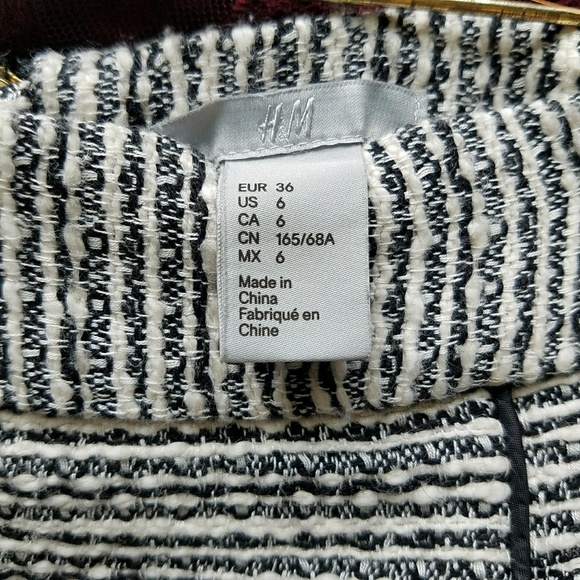 H&M
EUR 36
US 6
CA 6
CN 165/68A
MX 6
Made in
China
Fabriqué en
Chine